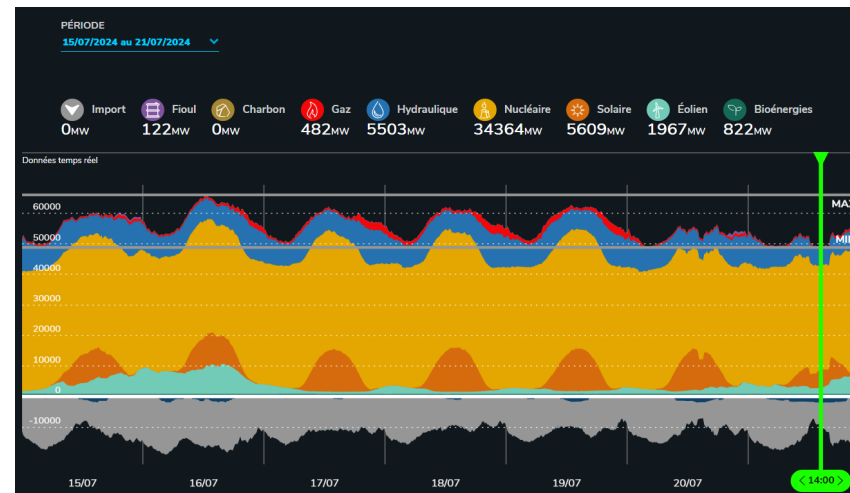 PÉRIODE
15/07/2024 au 21/07/2024
Import Fioul Charbon Gaz Hydraulique Nucléaire Solaire Éolien Bioénergies
0MW 122MW 0MW 482MW 5503MW 34364MW 5609MW 1967MW 822MW
Données temps réel
60000
MAX
50000
MIN
40000
30000
20000
10000
0
-10000
15/07 16/07 17/07 18/07 19/07 20/07 < 14:00 >